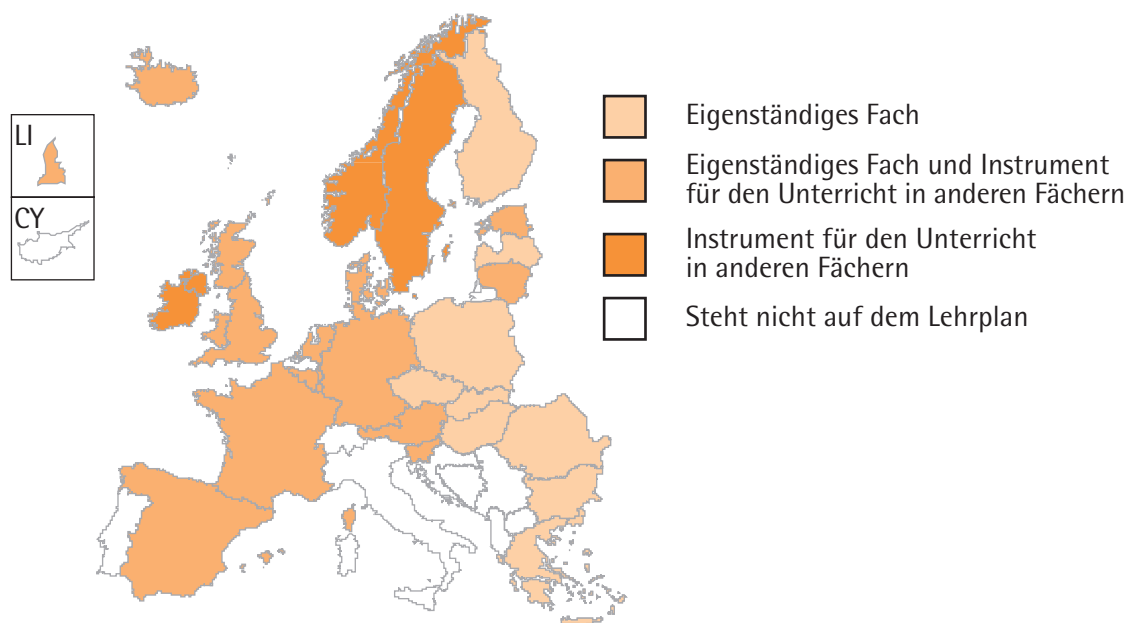 LI
CY
Eigenständiges Fach
Eigenständiges Fach und Instrument
für den Unterricht in anderen Fächern
Instrument für den Unterricht
in anderen Fächern
Steht nicht auf dem Lehrplan